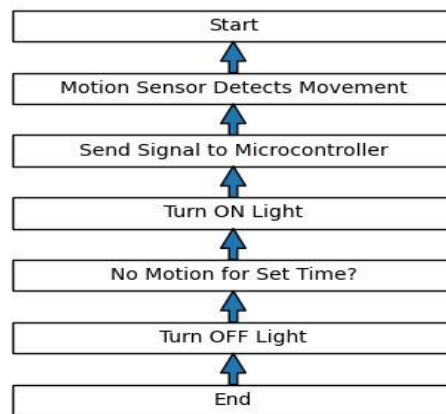 Start
Motion Sensor Detects Movement
Send Signal to Microcontroller
Turn ON Light
No Motion for Set Time?
Turn OFF Light
End